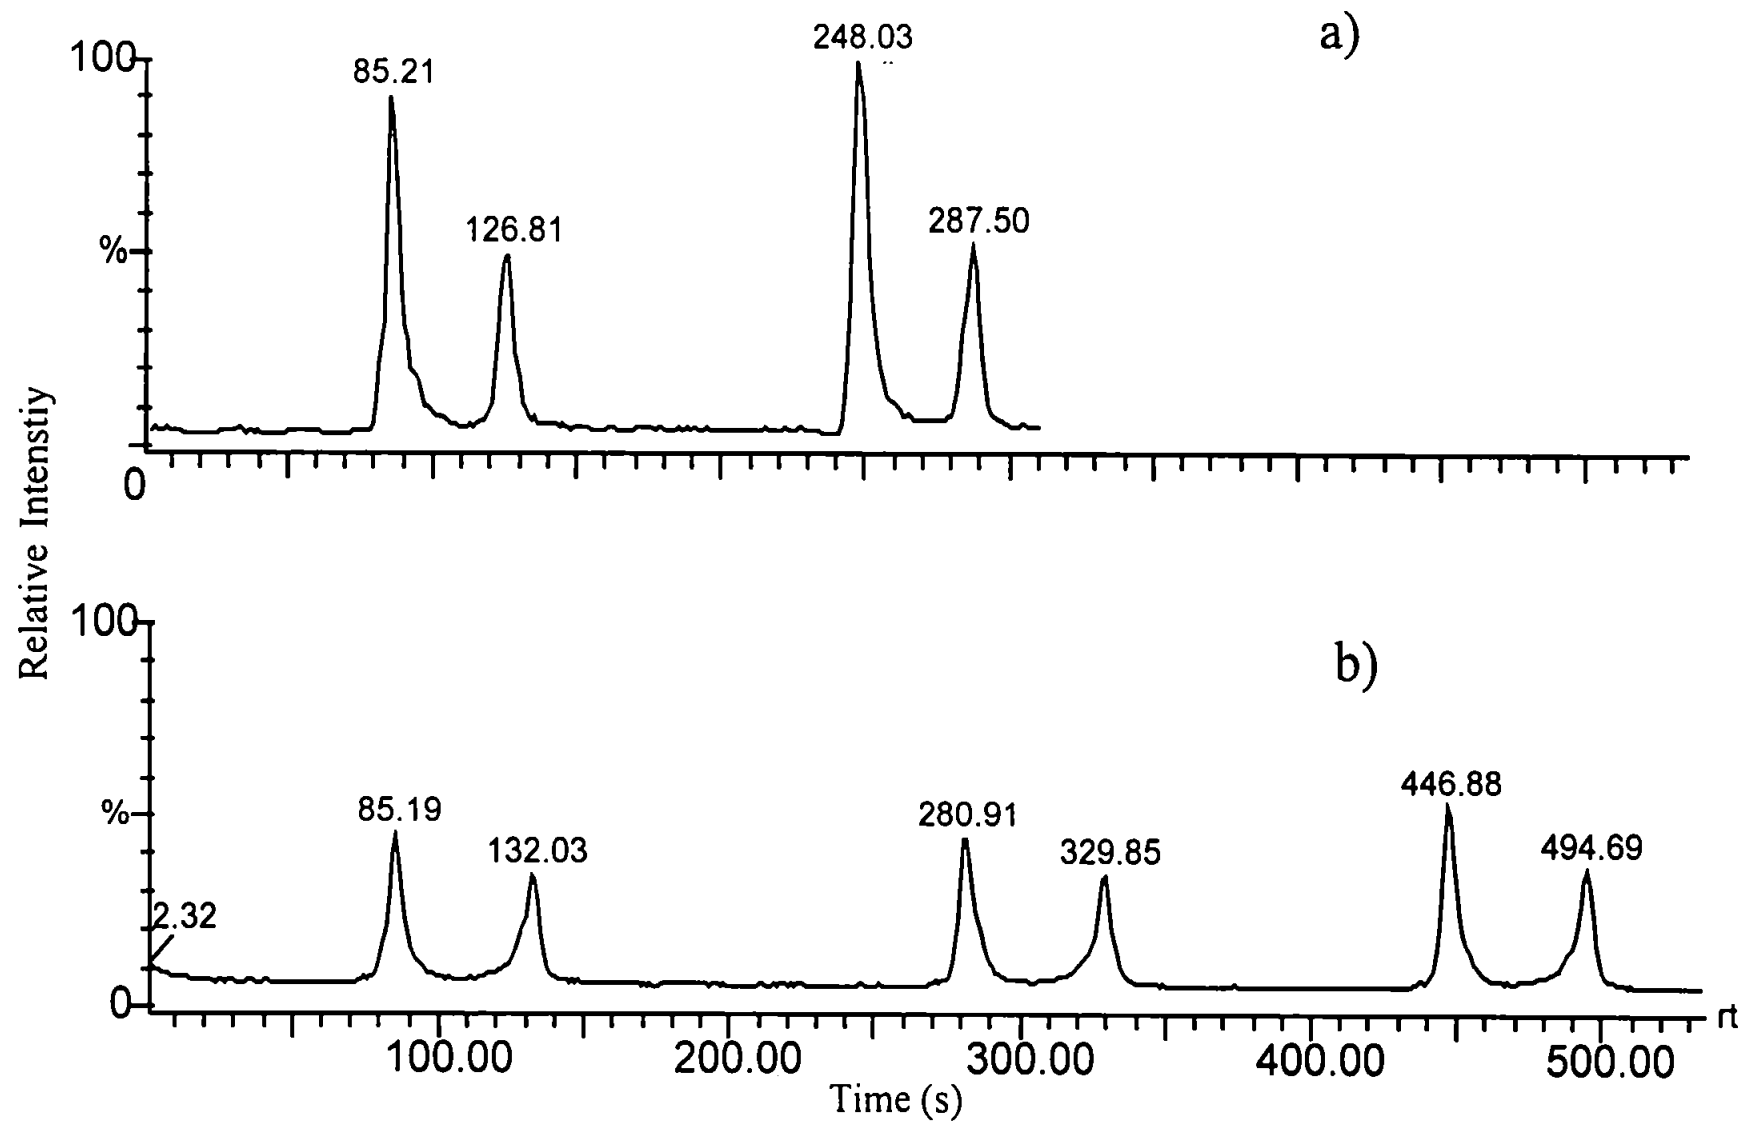 a)
100
85.21
248.03
126.81
287.50
%
0
Relative Intenstiy
100
b)
85.19
132.03
280.91
329.85
446.88
494.69
%
2.32
0
rt
100.00 200.00 300.00 400.00 500.00
Time (s)